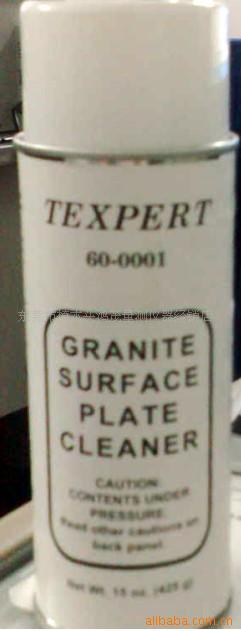 TEXPERT
60-0001
GRANITE
SURFACE
PLATE
CLEANER
CAUTION:
CONTENTS UNDER
PRESSURE.
Read other cautions on
back panel.
Net Wt. 15 oz. (425 g)
alibaba.com.cn